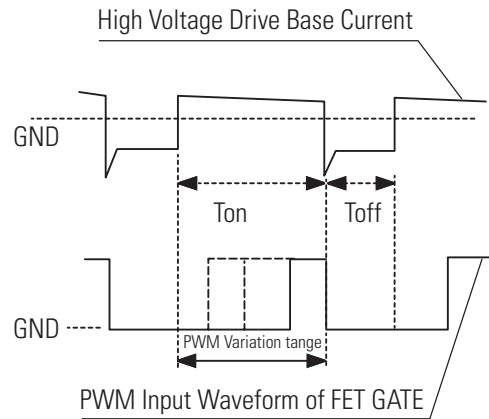 High Voltage Drive Base Current
GND
Ton Toff
GND
PWM Variation tange
PWM Input Waveform of FET GATE